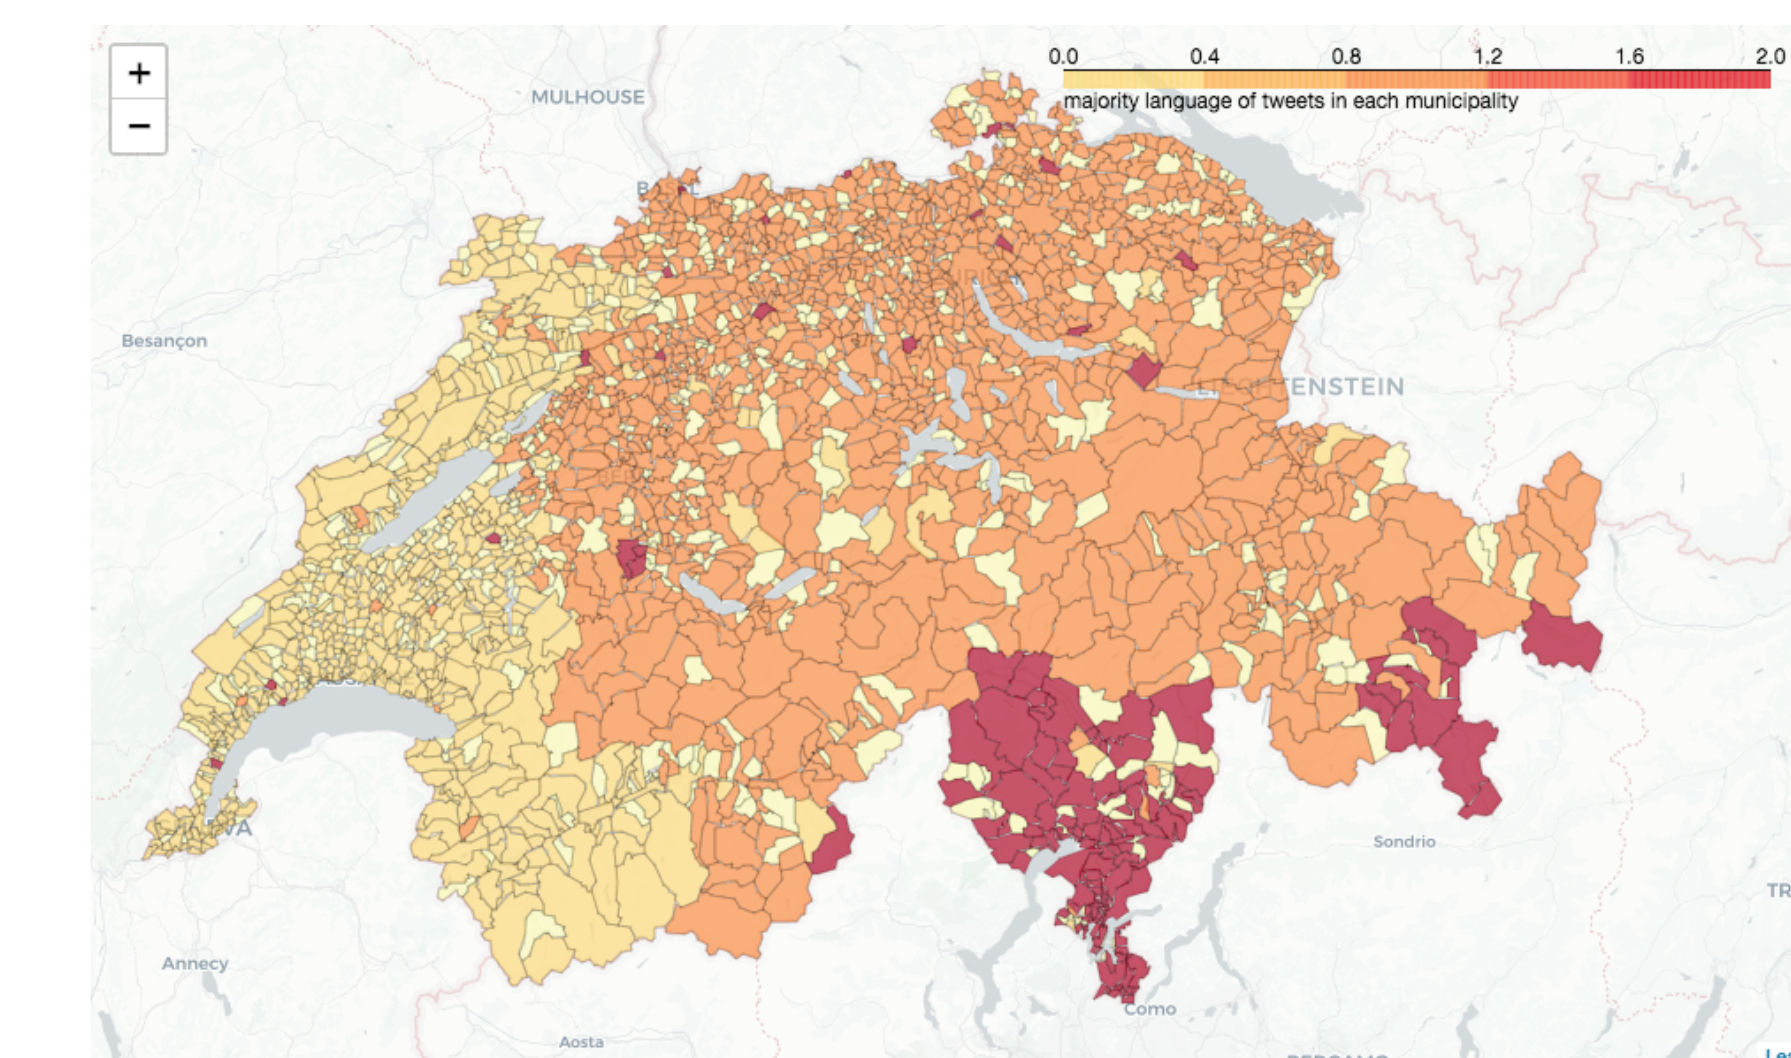 +
−
0.0 0.4 0.8 1.2 1.6 2.0
majority language of tweets in each municipality
MULHOUSE
Besançon
LIECHTENSTEIN
Sondrio
Annecy
Como
Aosta